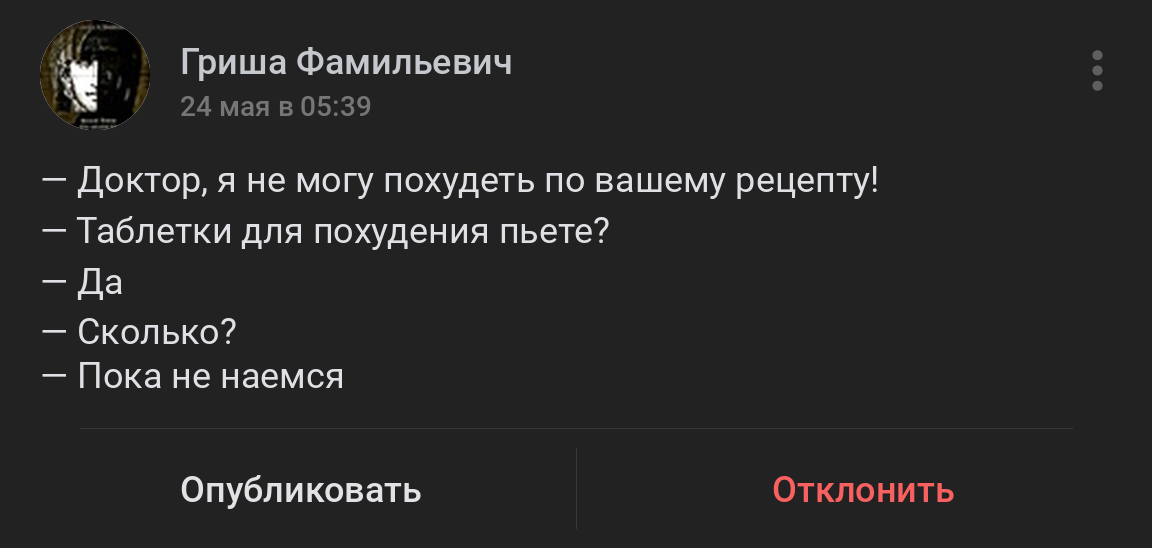 Гриша Фамильевич
24 мая в 05:39
— Доктор, я не могу похудеть по вашему рецепту!
— Таблетки для похудения пьете?
— Да
— Сколько?
— Пока не наемся
Опубликовать
Отклонить